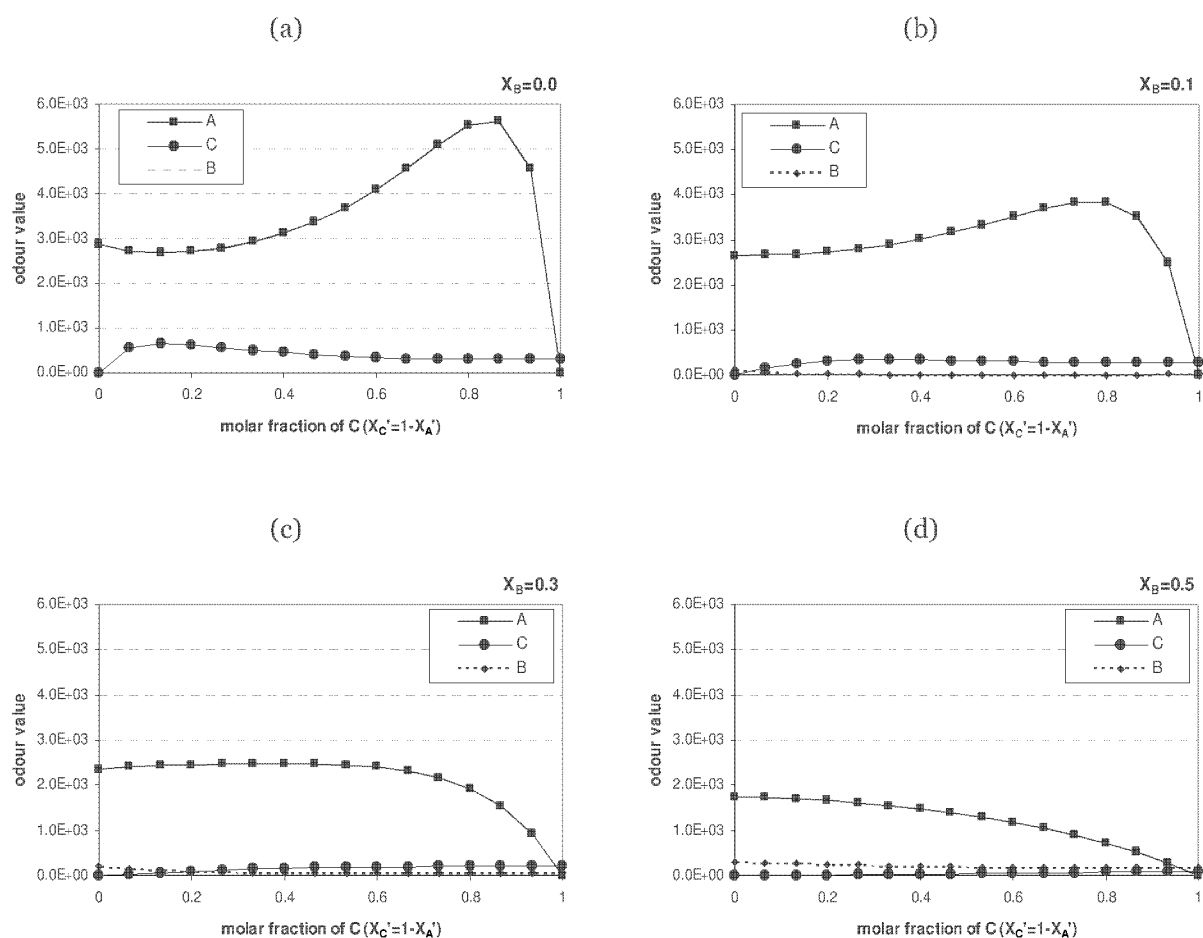 (a)
X_B=0.0
6.0E+03
5.0E+03
4.0E+03
3.0E+03
2.0E+03
1.0E+03
0.0E+00
A
C
B
odour value
0 0.2 0.4 0.6 0.8 1
molar fraction of C (X_C'=1-X_A')
(b)
X_B=0.1
6.0E+03
5.0E+03
4.0E+03
3.0E+03
2.0E+03
1.0E+03
0.0E+00
A
C
B
odour value
0 0.2 0.4 0.6 0.8 1
molar fraction of C (X_C'=1-X_A')
(c)
X_B=0.3
6.0E+03
5.0E+03
4.0E+03
3.0E+03
2.0E+03
1.0E+03
0.0E+00
A
C
B
odour value
0 0.2 0.4 0.6 0.8 1
molar fraction of C (X_C'=1-X_A')
(d)
X_B=0.5
6.0E+03
5.0E+03
4.0E+03
3.0E+03
2.0E+03
1.0E+03
0.0E+00
A
C
B
odour value
0 0.2 0.4 0.6 0.8 1
molar fraction of C (X_C'=1-X_A')